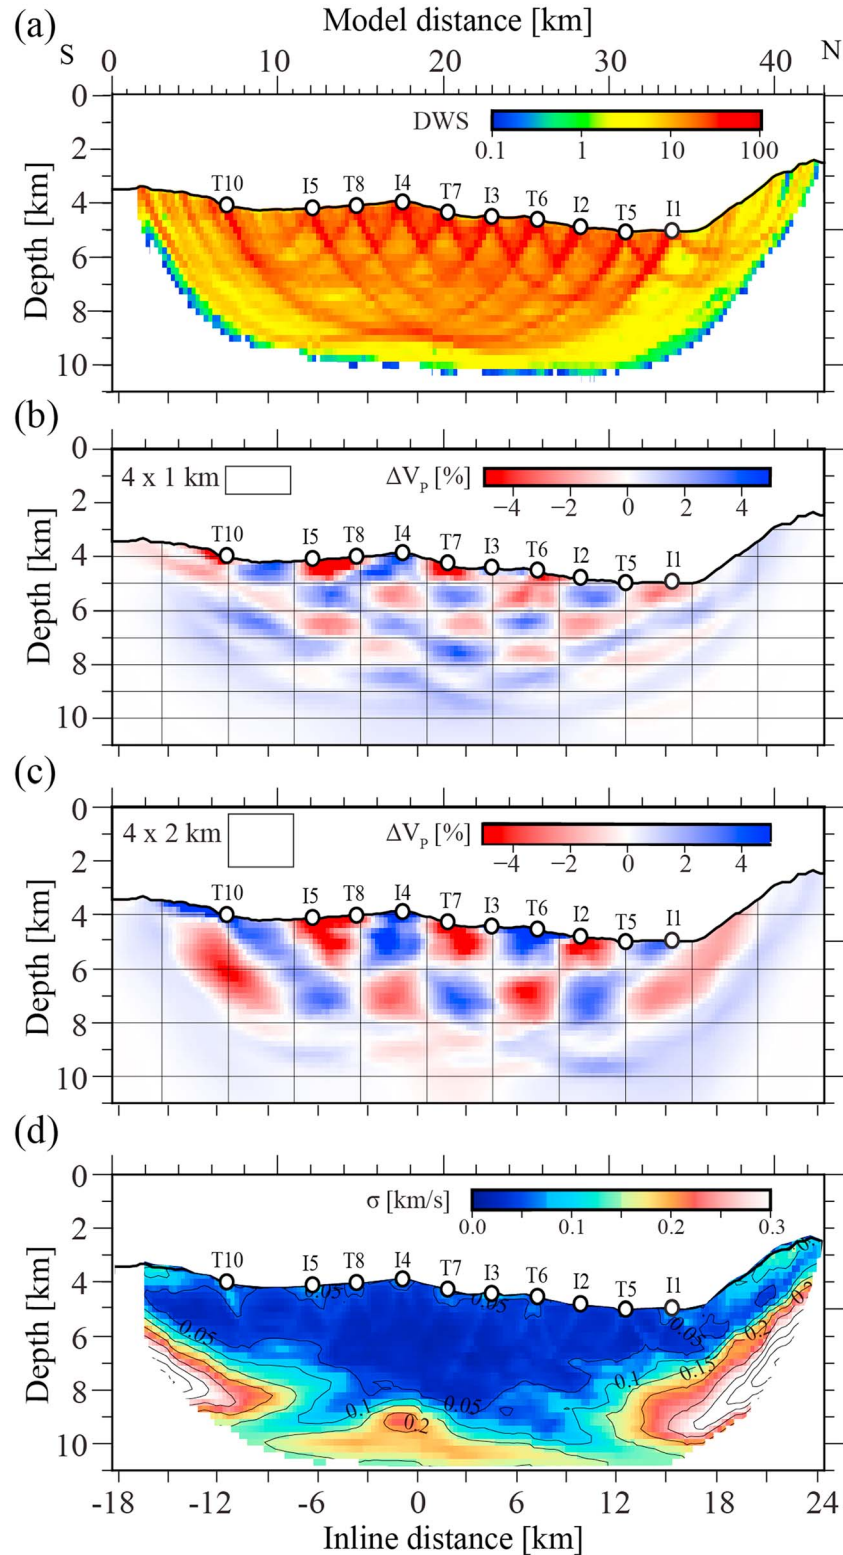 (a)
Model distance [km]
S 0 10 20 30 40 N
DWS
0.1 1 10 100
Depth [km]
0
2
4
6
8
10
T10 I5 T8 I4 T7 I3 T6 I2 T5 I1
(b)
4 x 1 km
ΔVP [%]
−4 −2 0 2 4
Depth [km]
0
2
4
6
8
10
T10 I5 T8 I4 T7 I3 T6 I2 T5 I1
(c)
4 x 2 km
ΔVP [%]
−4 −2 0 2 4
Depth [km]
0
2
4
6
8
10
T10 I5 T8 I4 T7 I3 T6 I2 T5 I1
(d)
σ [km/s]
0.0 0.1 0.2 0.3
Depth [km]
0
2
4
6
8
10
T10 I5 T8 I4 T7 I3 T6 I2 T5 I1
0.05 0.05 0.05 0.05 0.2 0.2
0.1 0.05 0.1 0.15
0.2
-18 -12 -6 0 6 12 18 24
Inline distance [km]